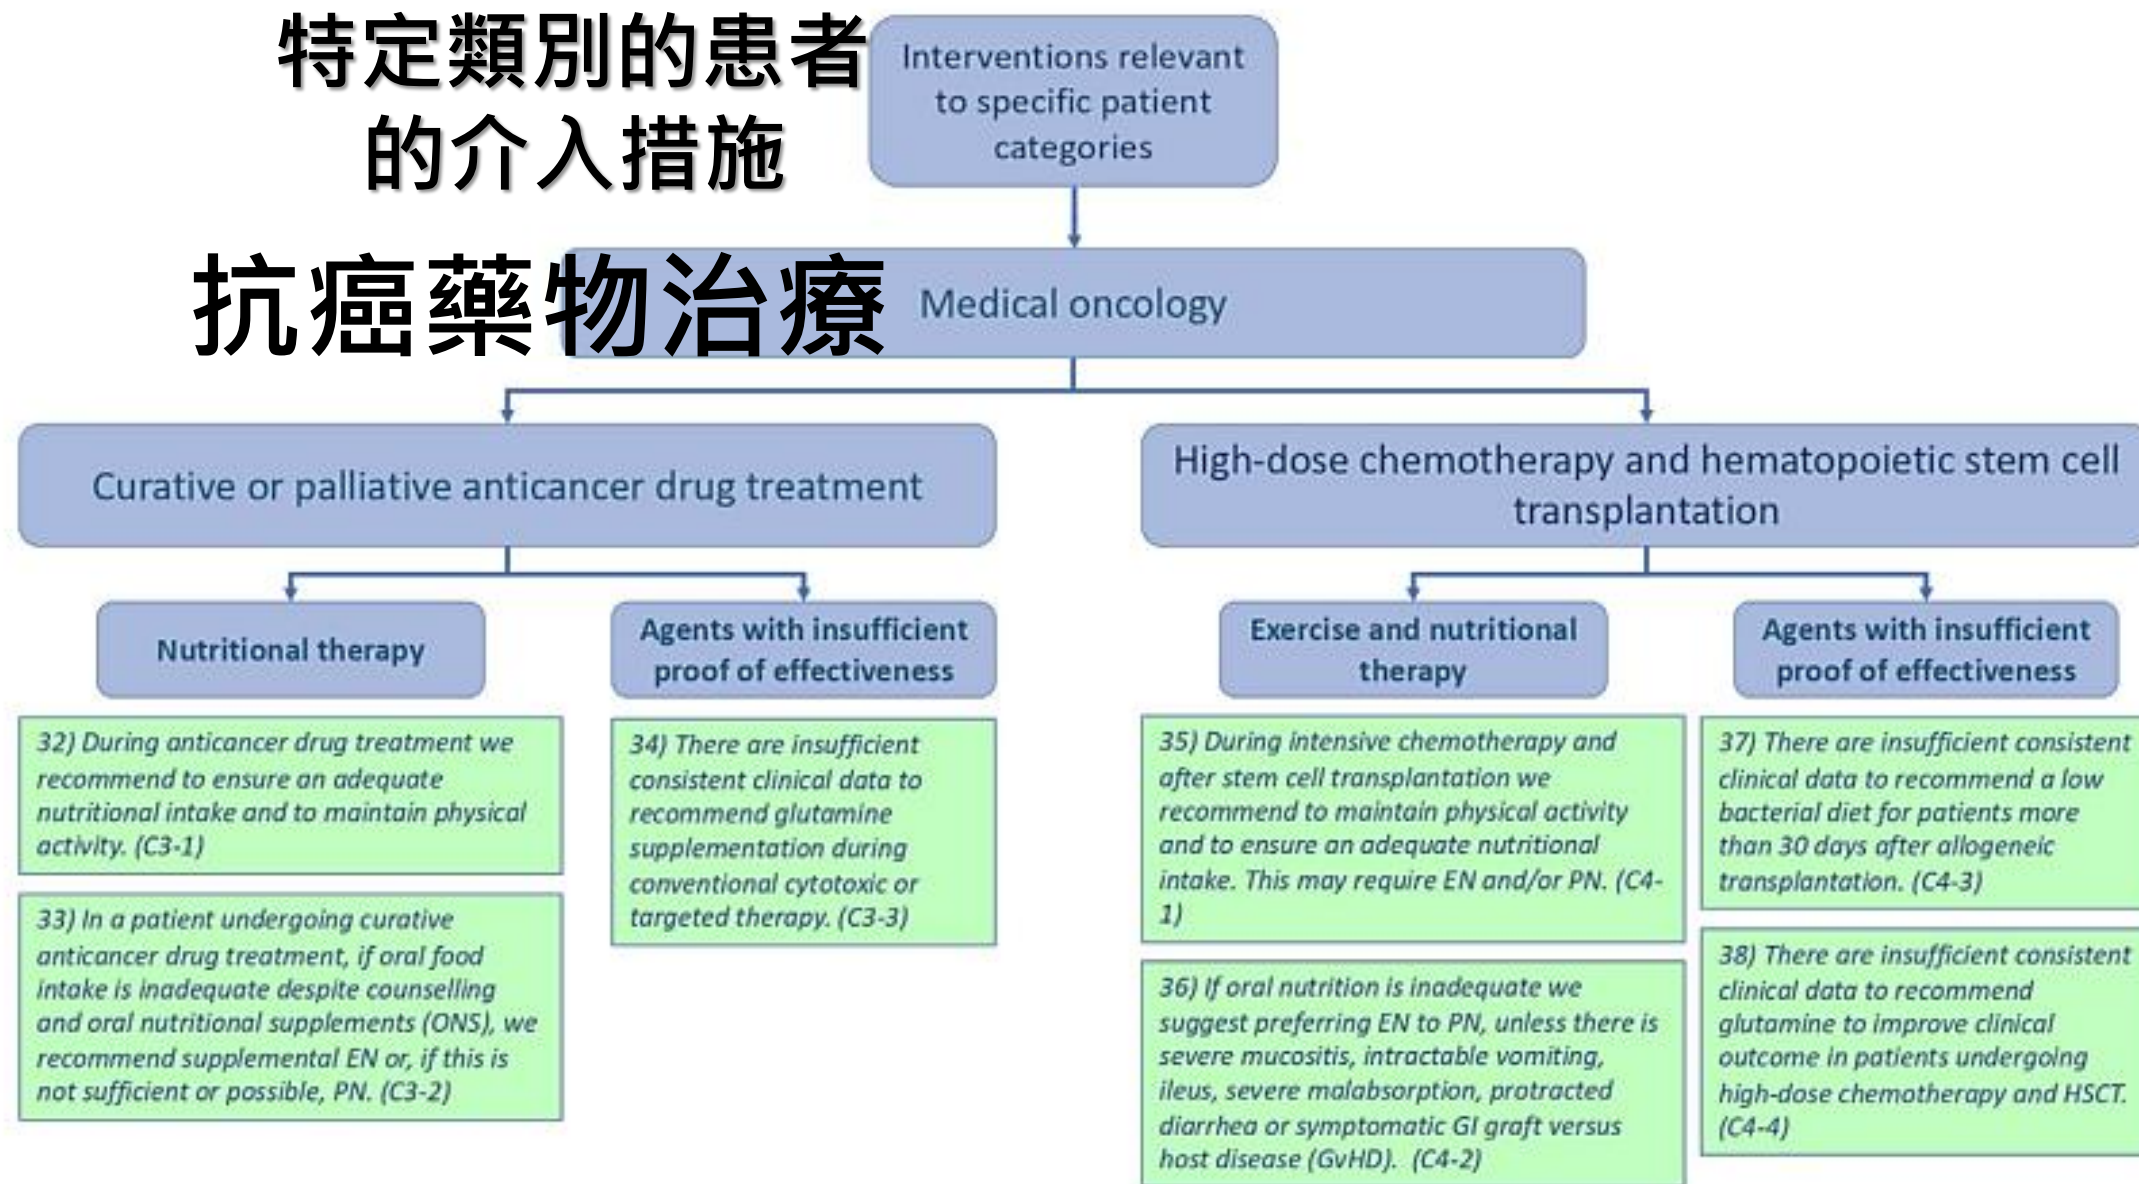 特定類別的患者
的介入措施
Interventions relevant
to specific patient
categories
抗癌藥物治療
Medical oncology
Curative or palliative anticancer drug treatment
High-dose chemotherapy and hematopoietic stem cell
transplantation
Nutritional therapy
Agents with insufficient
proof of effectiveness
Exercise and nutritional
therapy
Agents with insufficient
proof of effectiveness
32) During anticancer drug treatment we
recommend to ensure an adequate
nutritional intake and to maintain physical
activity. (C3-1)
33) In a patient undergoing curative
anticancer drug treatment, if oral food
intake is inadequate despite counselling
and oral nutritional supplements (ONS), we
recommend supplemental EN or, if this is
not sufficient or possible, PN. (C3-2)
34) There are insufficient
consistent clinical data to
recommend glutamine
supplementation during
conventional cytotoxic or
targeted therapy. (C3-3)
35) During intensive chemotherapy and
after stem cell transplantation we
recommend to maintain physical activity
and to ensure an adequate nutritional
intake. This may require EN and/or PN. (C4-
1)
36) If oral nutrition is inadequate we
suggest preferring EN to PN, unless there is
severe mucositis, intractable vomiting,
ileus, severe malabsorption, protracted
diarrhea or symptomatic GI graft versus
host disease (GvHD). (C4-2)
37) There are insufficient consistent
clinical data to recommend a low
bacterial diet for patients more
than 30 days after allogeneic
transplantation. (C4-3)
38) There are insufficient consistent
clinical data to recommend
glutamine to improve clinical
outcome in patients undergoing
high-dose chemotherapy and HSCT.
(C4-4)